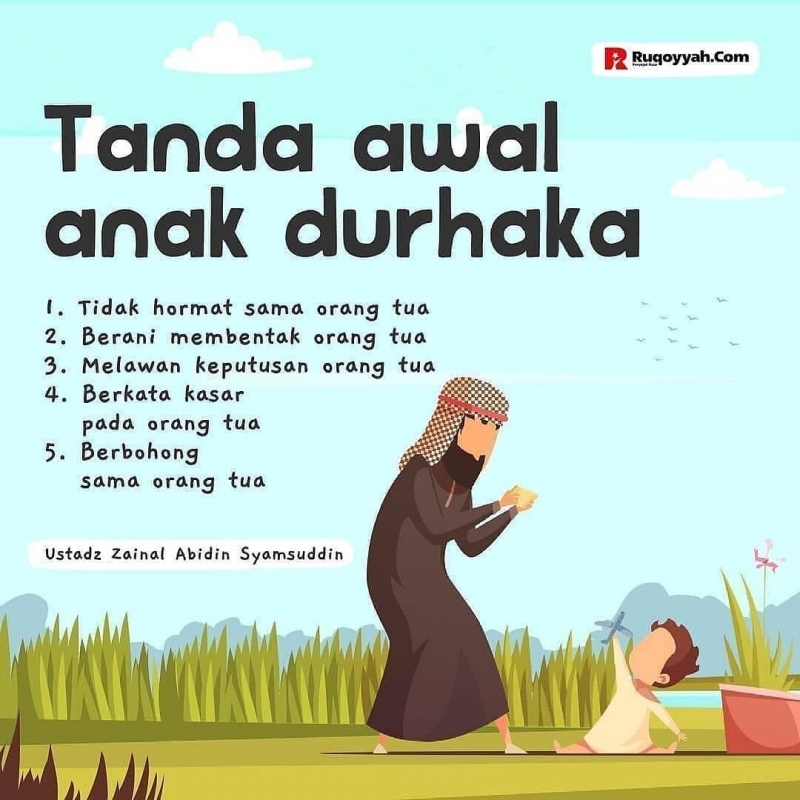 Ruqoyyah.Com
Tanda awal
anak durhaka
1. Tidak hormat sama orang tua
2. Berani membentak orang tua
3. Melawan keputusan orang tua
4. Berkata kasar
pada orang tua
5. Berbohong
sama orang tua
Ustadz Zainal Abidin Syamsuddin